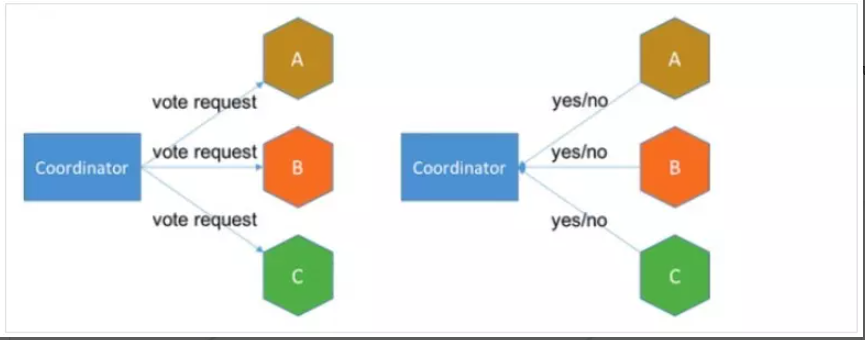 A
vote request
Coordinator
vote request
B
vote request
C
A
yes/no
Coordinator
yes/no
B
yes/no
C